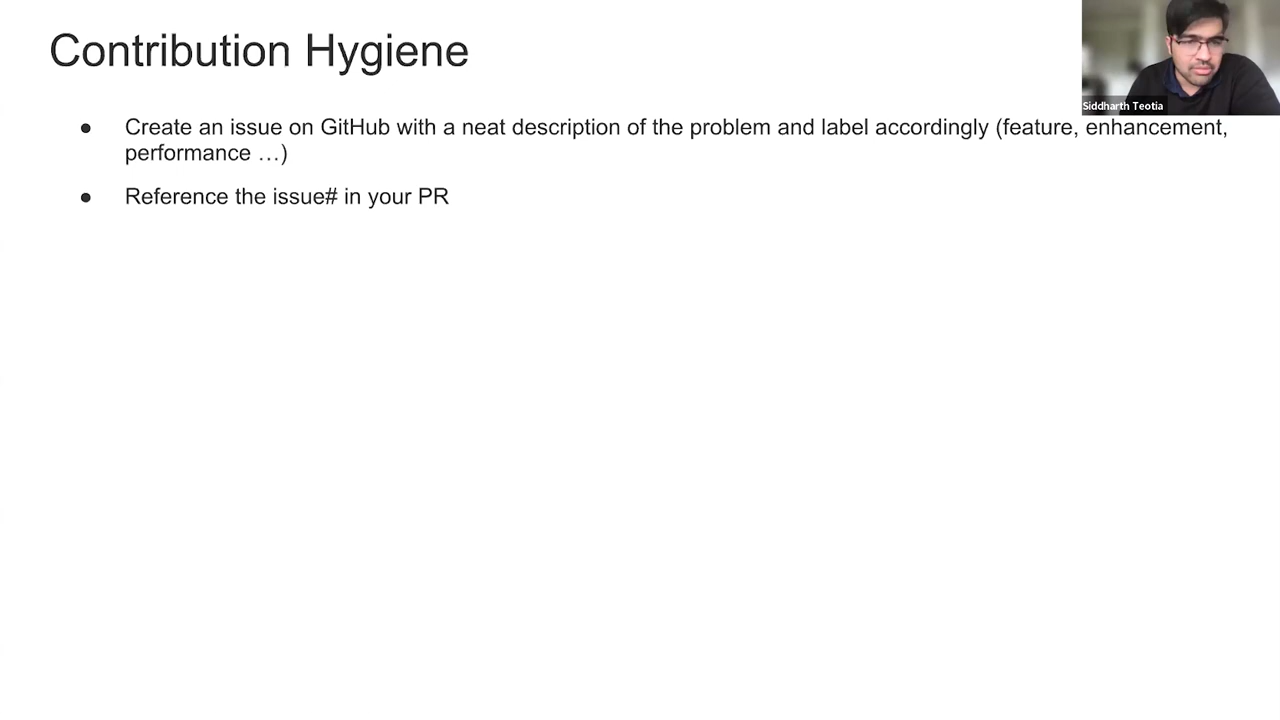 Contribution Hygiene
Siddharth Teotia
● Create an issue on GitHub with a neat description of the problem and label accordingly (feature, enhancement,
performance …)
● Reference the issue# in your PR